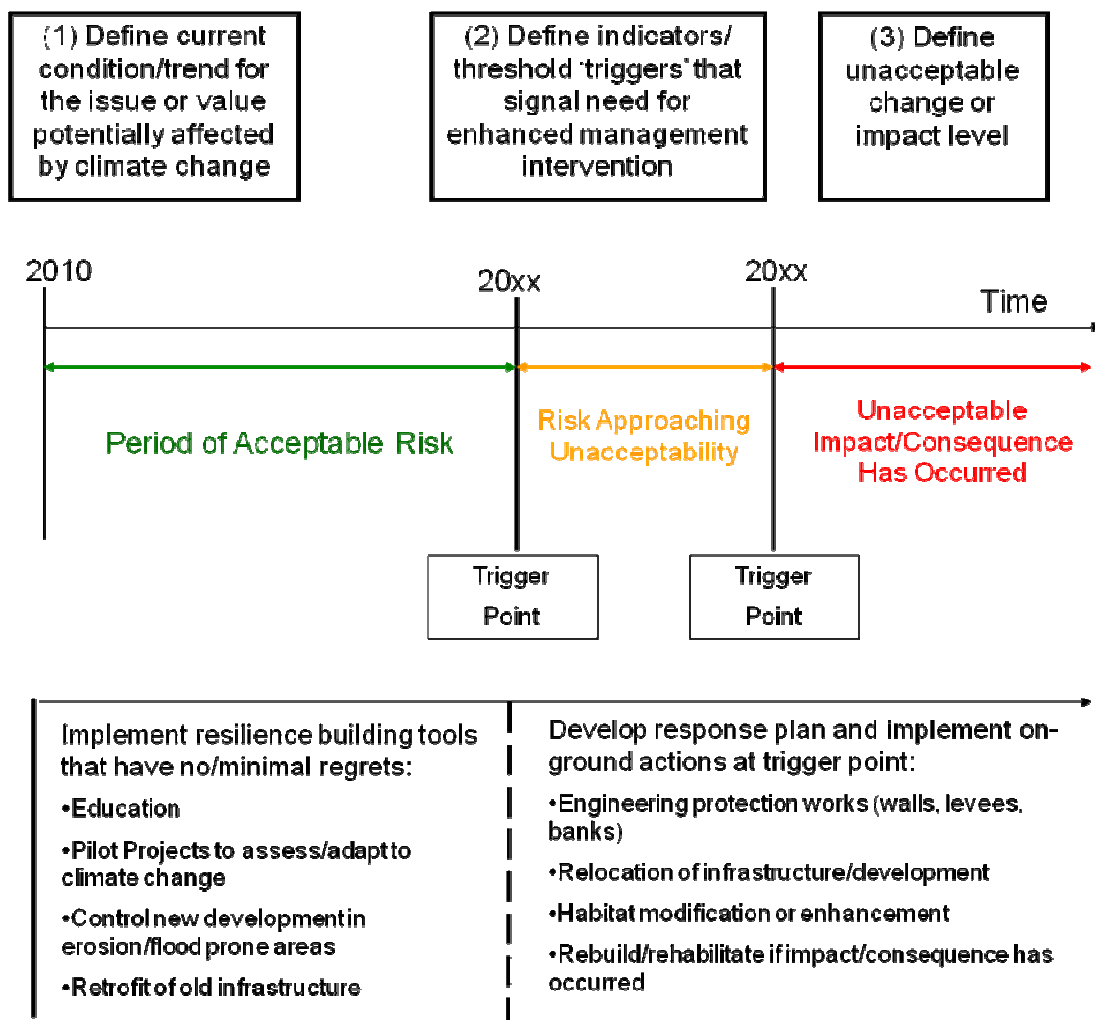 (1) Define current
condition/trend for
the issue or value
potentially affected
by climate change
(2) Define indicators/
threshold ‘triggers’ that
signal need for
enhanced management
intervention
(3) Define
unacceptable
change or
impact level
2010
20xx
20xx
Time
Period of Acceptable Risk
Risk Approaching
Unacceptability
Unacceptable
Impact/Consequence
Has Occurred
Trigger
Point
Trigger
Point
Implement resilience building tools
that have no/minimal regrets:
•Education
•Pilot Projects to assess/adapt to
climate change
•Control new development in
erosion/flood prone areas
•Retrofit of old infrastructure
Develop response plan and implement on-
ground actions at trigger point:
•Engineering protection works (walls, levees,
banks)
•Relocation of infrastructure/development
•Habitat modification or enhancement
•Rebuild/rehabilitate if impact/consequence has
occurred